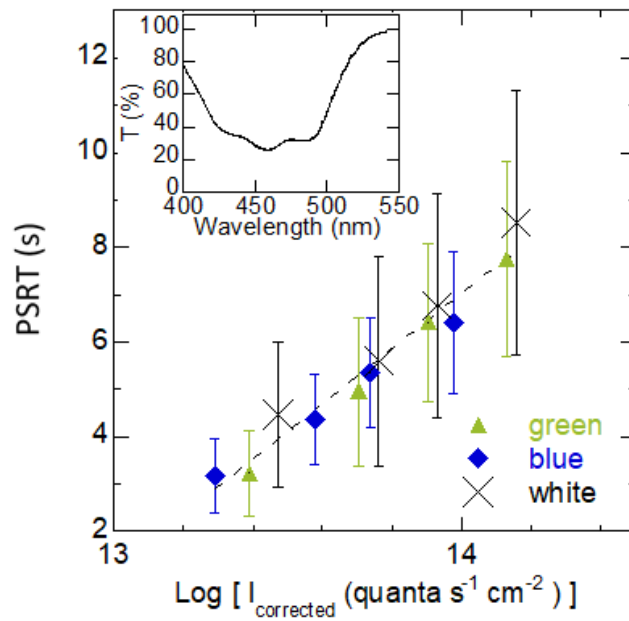 12
10
8
6
4
2
PSRT (s)
100
80
60
40
20
0
T (%)
400 450 500 550
Wavelength (nm)
green
blue
white
13 14
Log [ I_corrected (quanta s⁻¹ cm⁻² ) ]